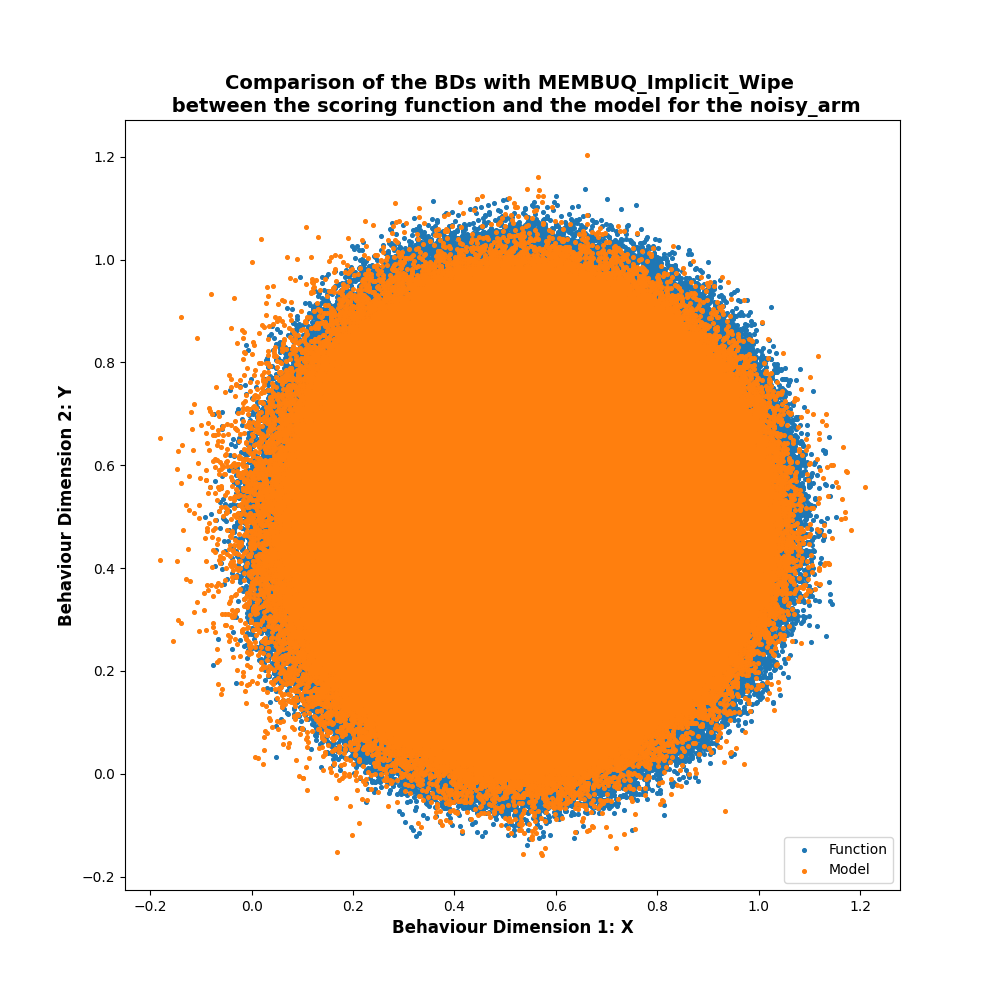 Comparison of the BDs with MEMBUQ_Implicit_Wipe
between the scoring function and the model for the noisy_arm
1.2
1.0
0.8
0.6
0.4
0.2
0.0
−0.2
Behaviour Dimension 2: Y
Function
Model
−0.2
0.0
0.2
0.4
0.6
0.8
1.0
1.2
Behaviour Dimension 1: X